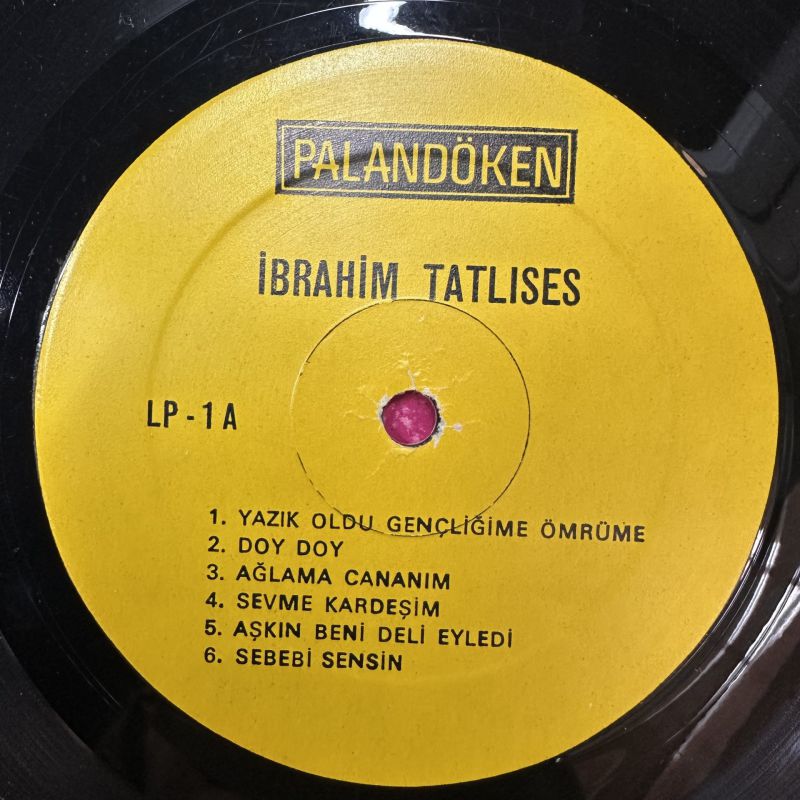 PALANDÖKEN
İBRAHİM TATLISES
LP - 1 A
1. YAZIK OLDU GENÇLİĞİME ÖMRÜME
2. DOY DOY
3. AĞLAMA CANANIM
4. SEVME KARDEŞİM
5. AŞKIN BENİ DELİ EYLEDİ
6. SEBEBİ SENSİN